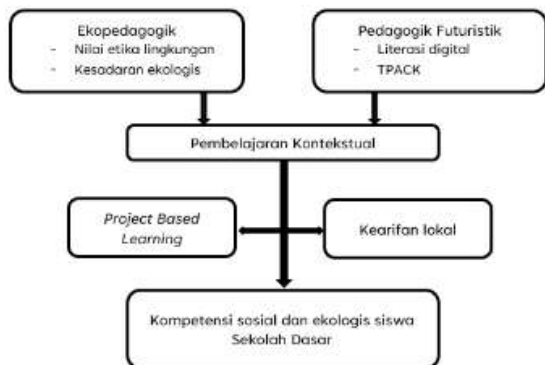 Ekopedagogik
- Nilai etika lingkungan
- Kesadaran ekologis
Pedagogik Futuristik
- Literasi digital
- TPACK
Pembelajaran Kontekstual
Project Based
Learning
Kearifan lokal
Kompetensi sosial dan ekologis siswa
Sekolah Dasar